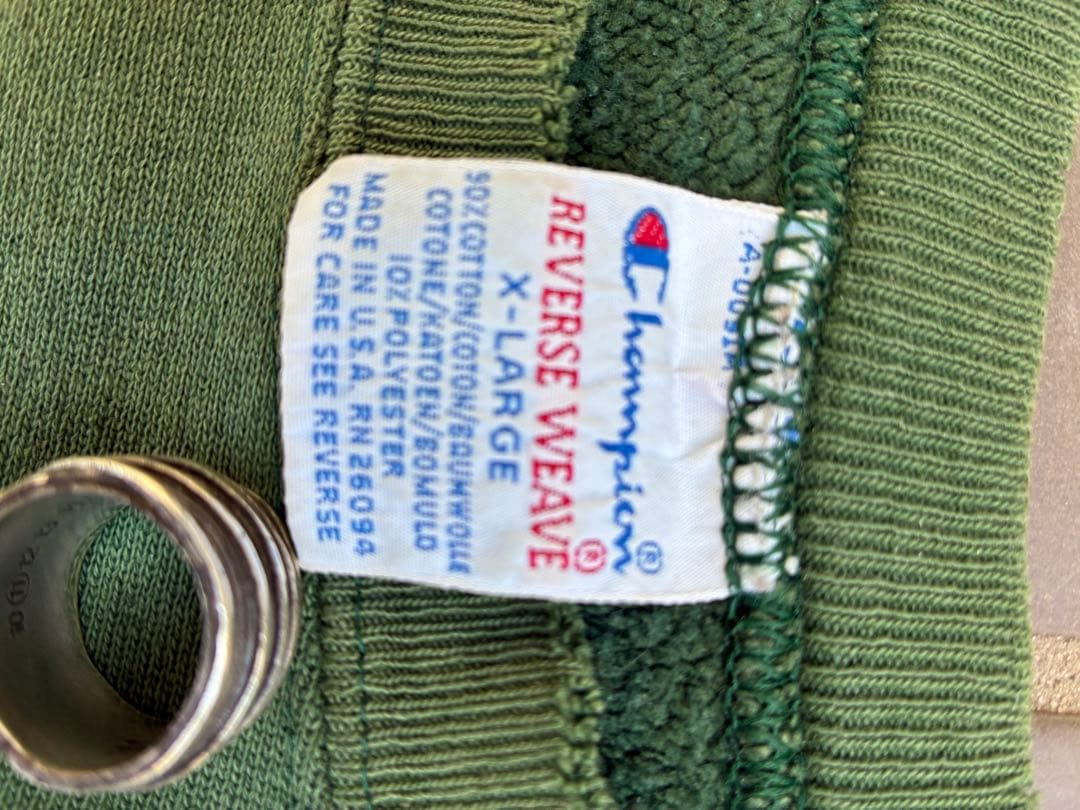 Champion®
REVERSE WEAVE®
X-LARGE
90% COTTON/COTON/BAUMWOLLE
COTONE/KATOEN/BOMULD
10% POLYESTER
MADE IN U.S.A. RN 26094
FOR CARE SEE REVERSE